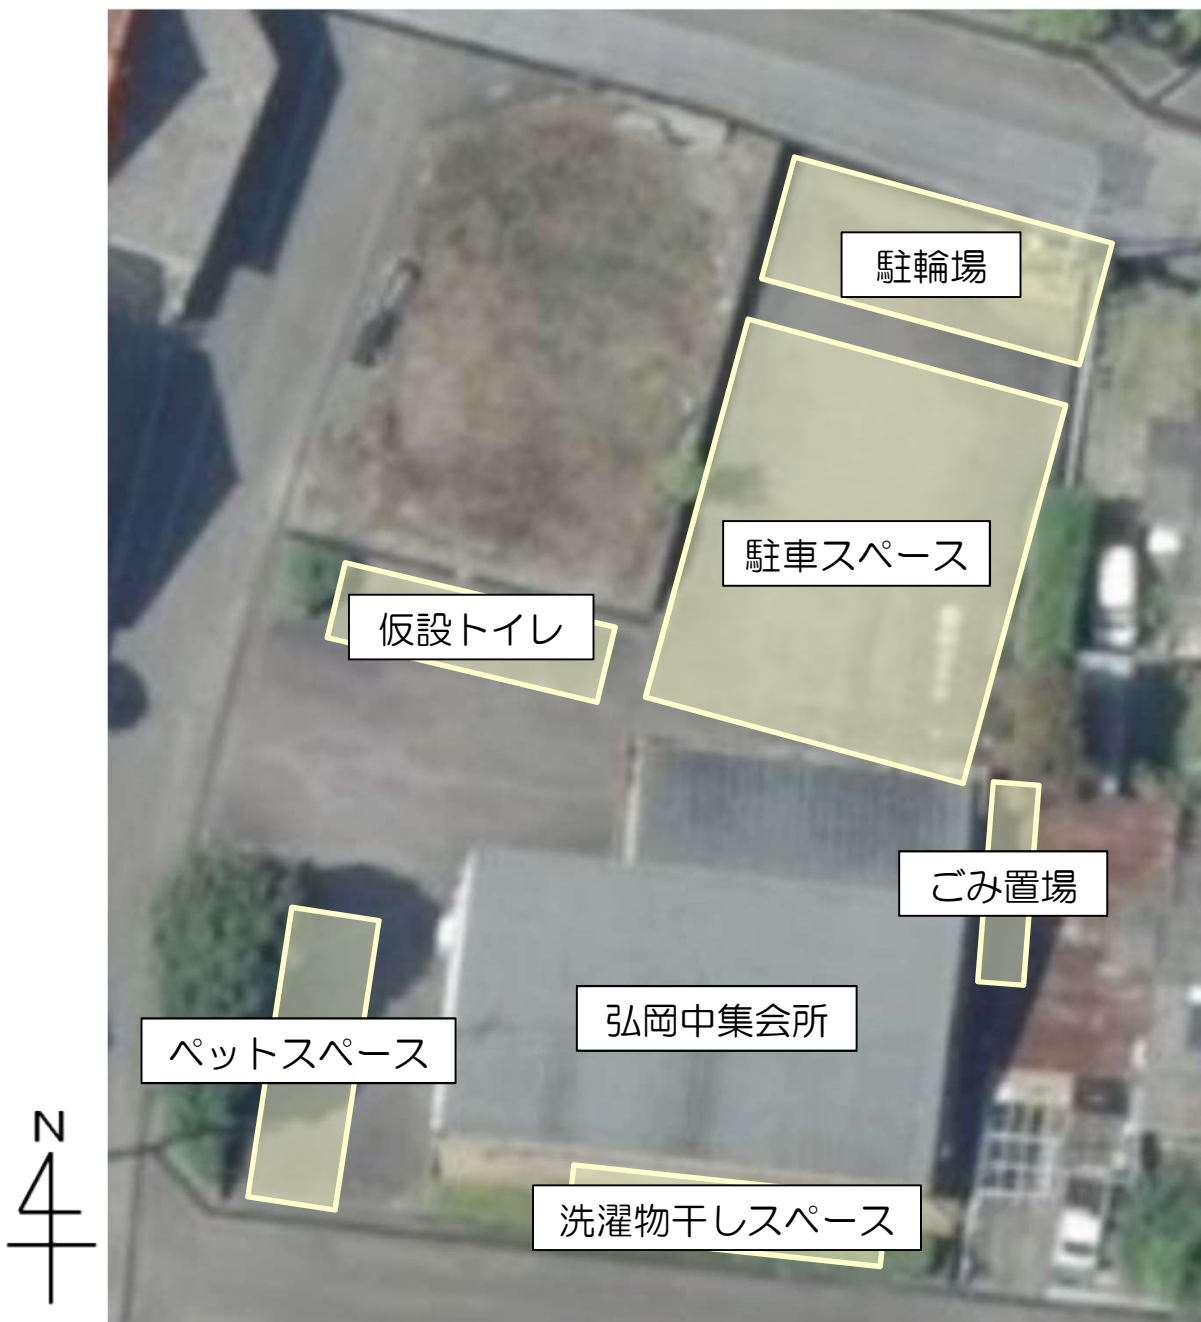 駐輪場
駐車スペース
仮設トイレ
ごみ置場
弘岡中集会所
ペットスペース
N
洗濯物干しスペース